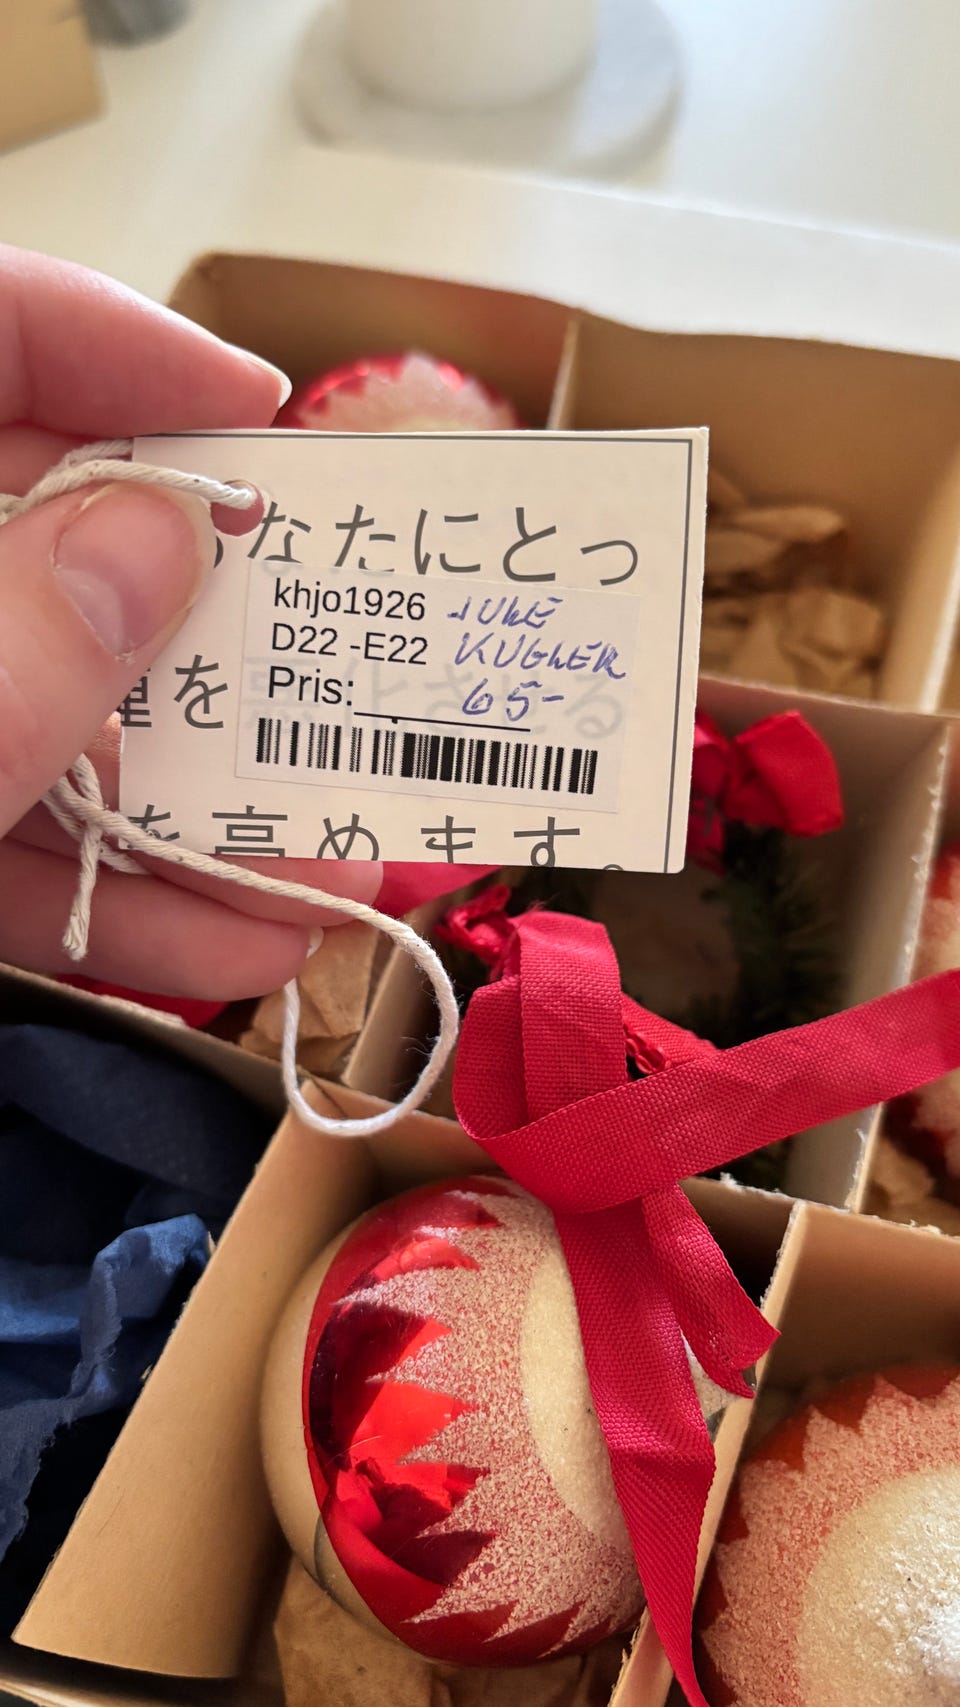 なたにとっ
khjo1926 JULE
D22 -E22 KUGLER
を
Pris: 65-
を高めます。